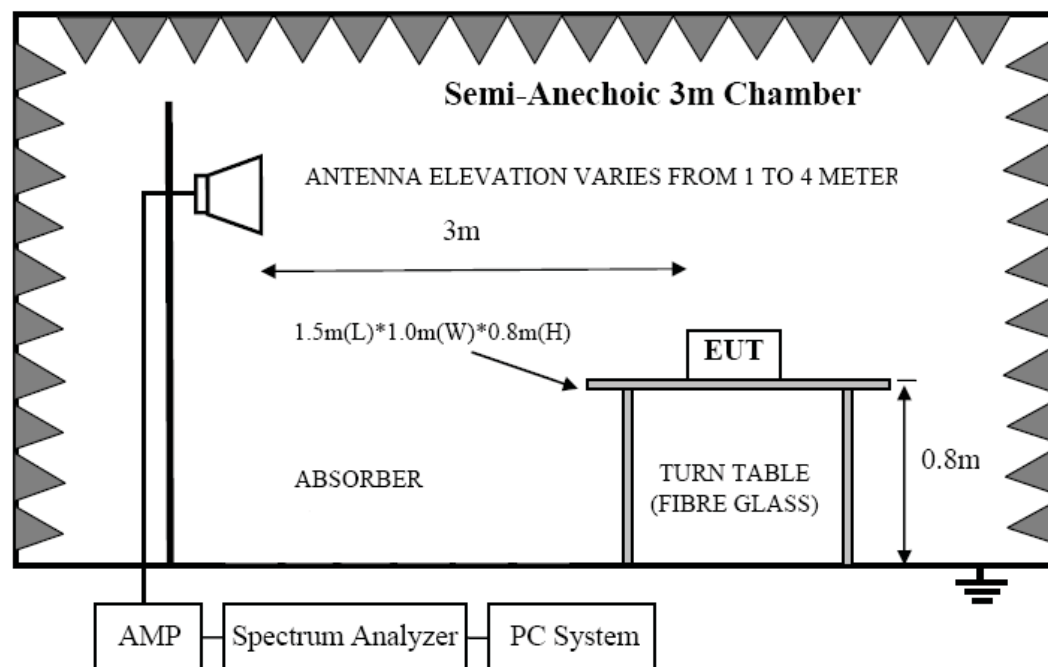 Semi-Anechoic 3m Chamber
ANTENNA ELEVATION VARIES FROM 1 TO 4 METER
3m
1.5m(L)*1.0m(W)*0.8m(H)
EUT
0.8m
ABSORBER
TURN TABLE
(FIBRE GLASS)
AMP
Spectrum Analyzer
PC System